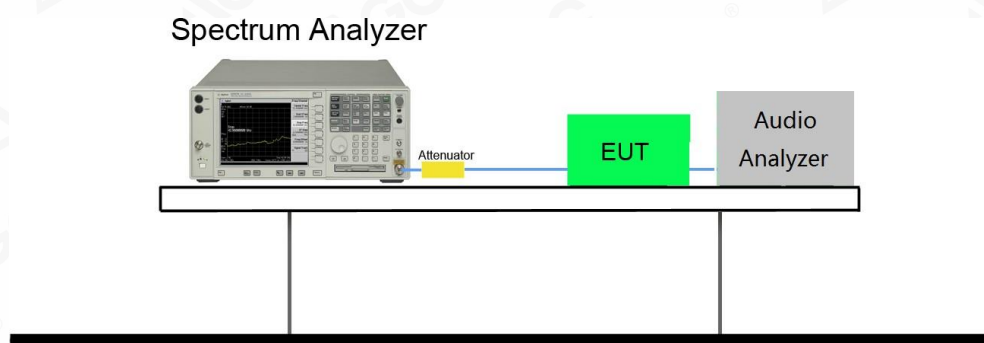 Spectrum Analyzer
Attenuator
EUT
Audio
Analyzer